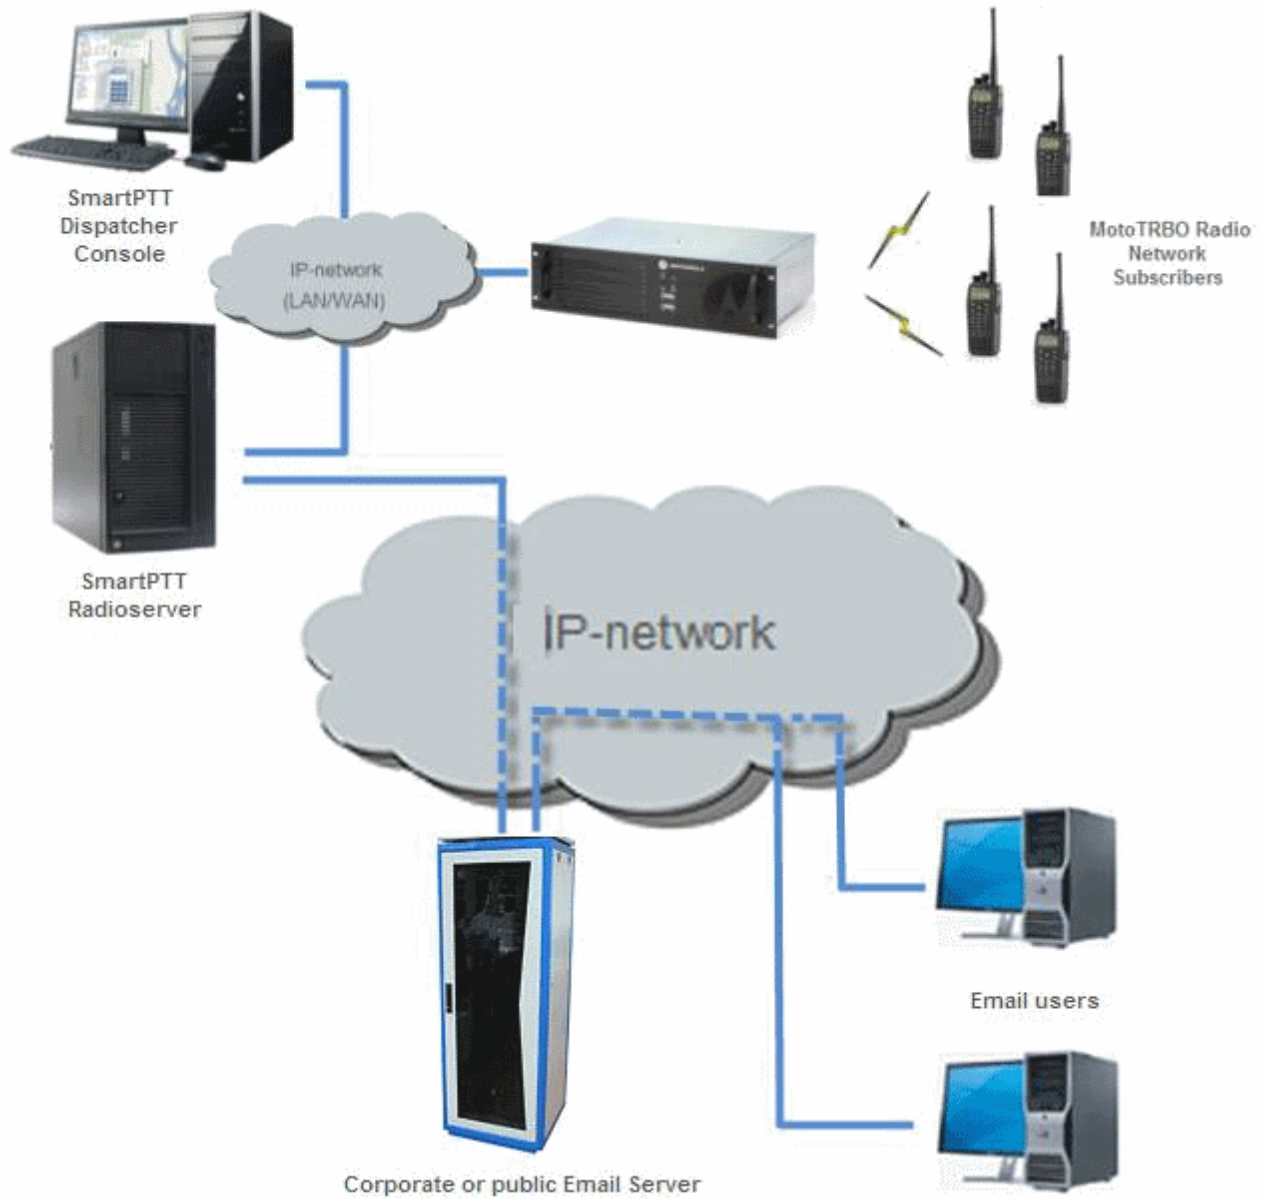 SmartPTT
Dispatcher
Console
IP-network
(LAN/WAN)
MotoTRBO Radio
Network
Subscribers
SmartPTT
Radioserver
IP-network
Email users
Corporate or public Email Server